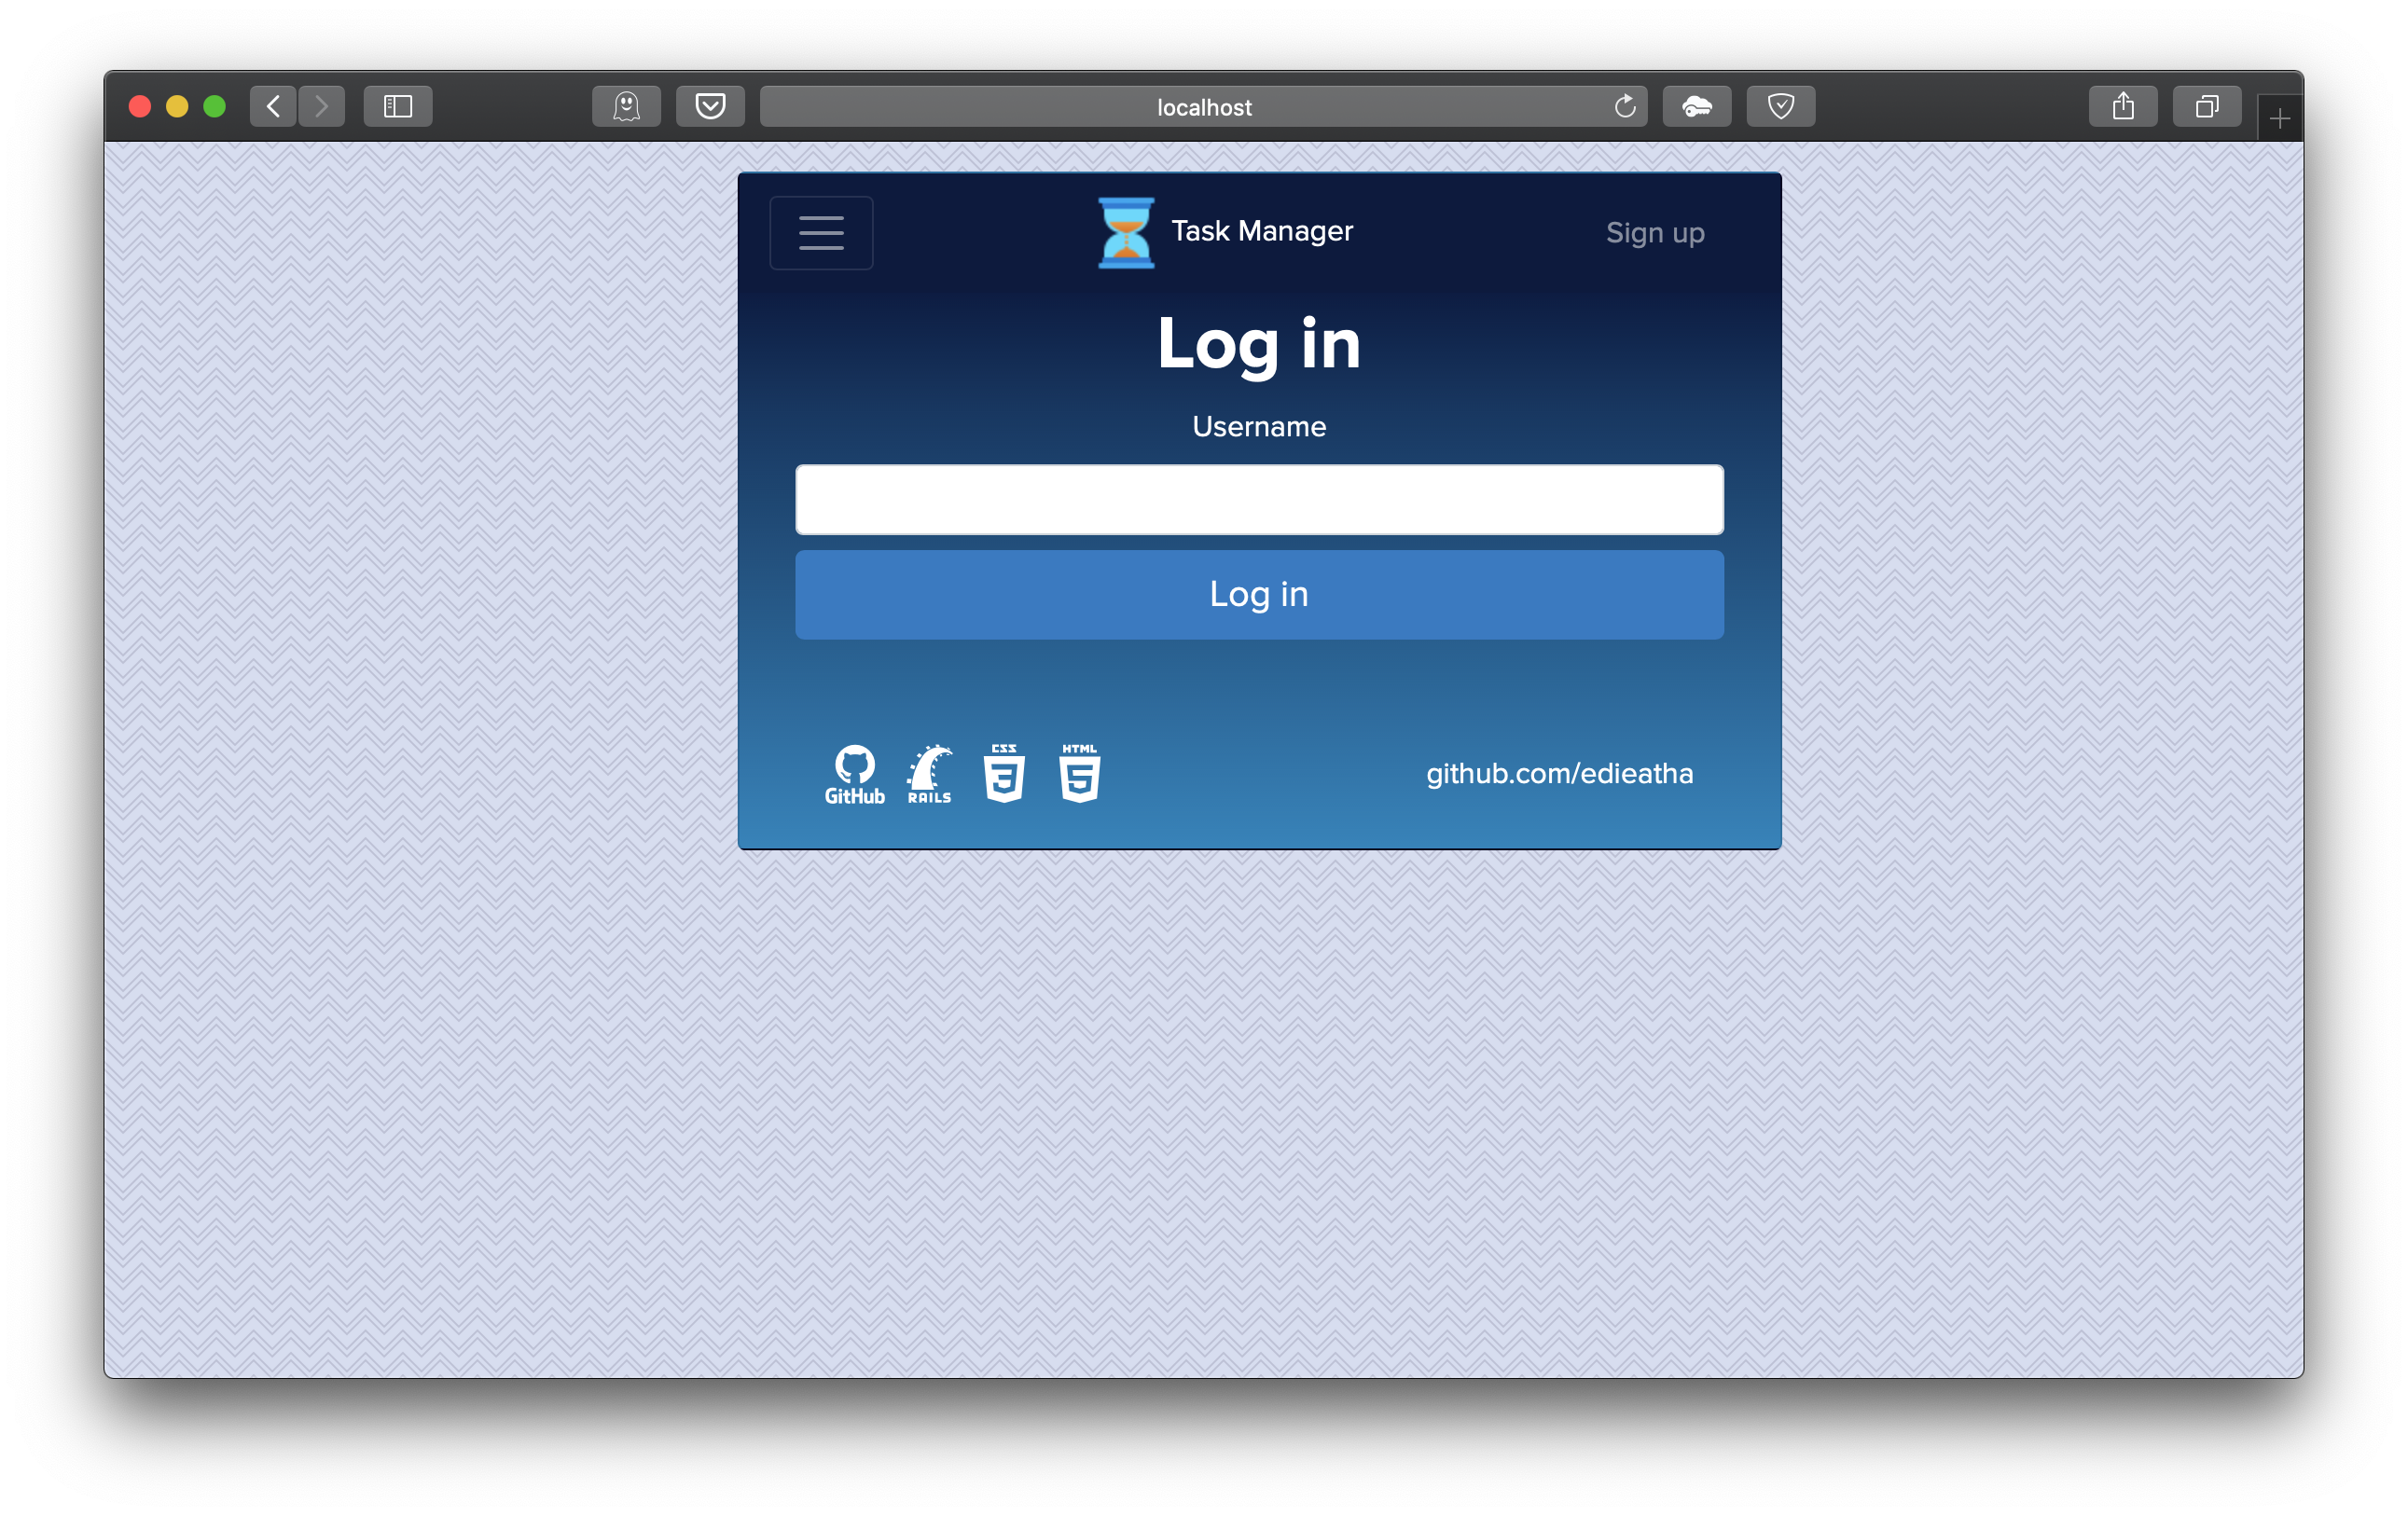 localhost
Task Manager
Sign up
Log in
Username
Log in
GitHub
RAILS
CSS
3
HTML
5
github.com/edieatha